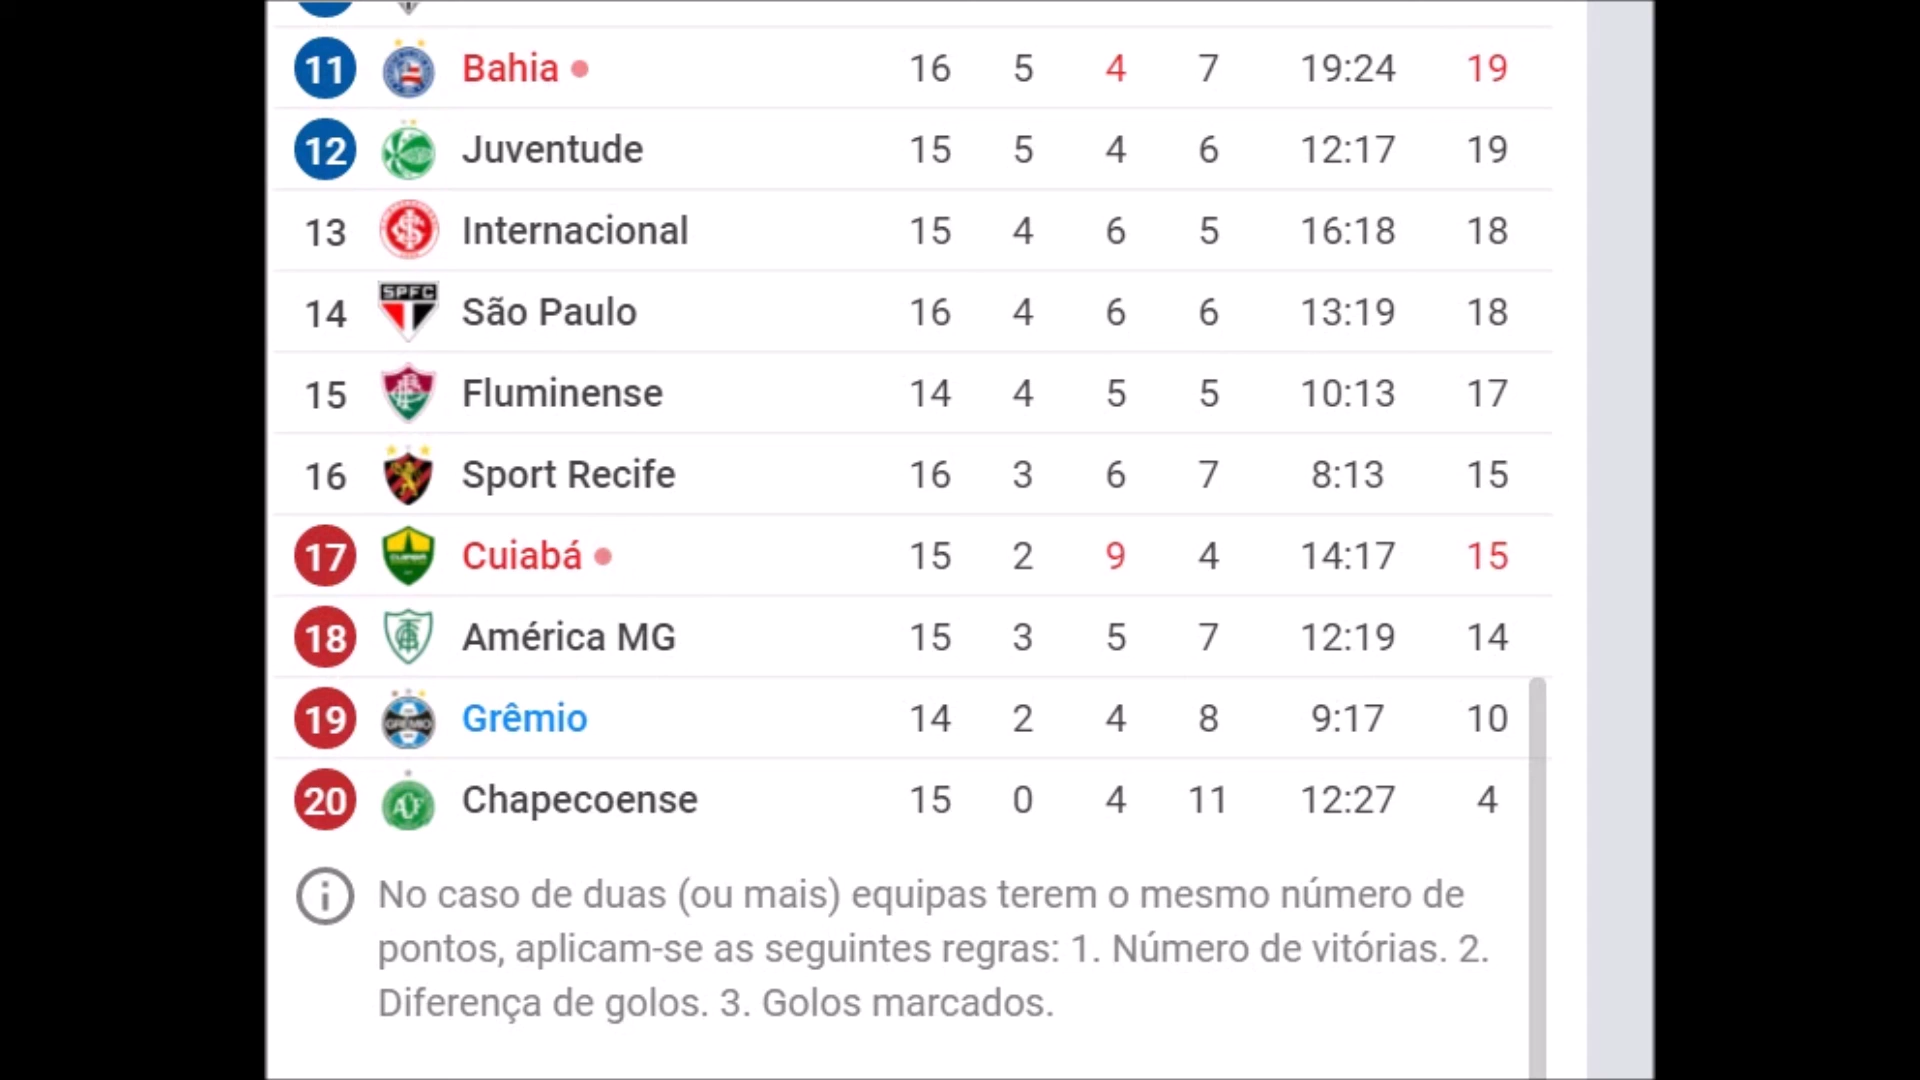 11 Bahia 16 5 4 7 19:24 19
12 Juventude 15 5 4 6 12:17 19
13 Internacional 15 4 6 5 16:18 18
SPFC
14 São Paulo 16 4 6 6 13:19 18
15 Fluminense 14 4 5 5 10:13 17
16 Sport Recife 16 3 6 7 8:13 15
17 Cuiabá 15 2 9 4 14:17 15
18 América MG 15 3 5 7 12:19 14
19 Grêmio 14 2 4 8 9:17 10
20 Chapecoense 15 0 4 11 12:27 4
No caso de duas (ou mais) equipas terem o mesmo número de
pontos, aplicam-se as seguintes regras: 1. Número de vitórias. 2.
Diferença de golos. 3. Golos marcados.